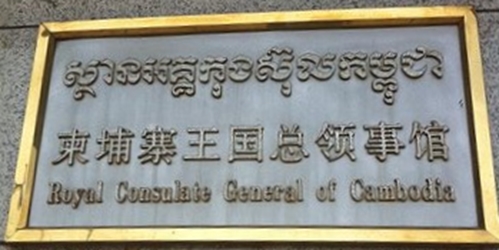 ស្ថានអគ្គកុងស៊ុលកម្ពុជា
柬埔寨王国总领事馆
Royal Consulate General of Cambodia